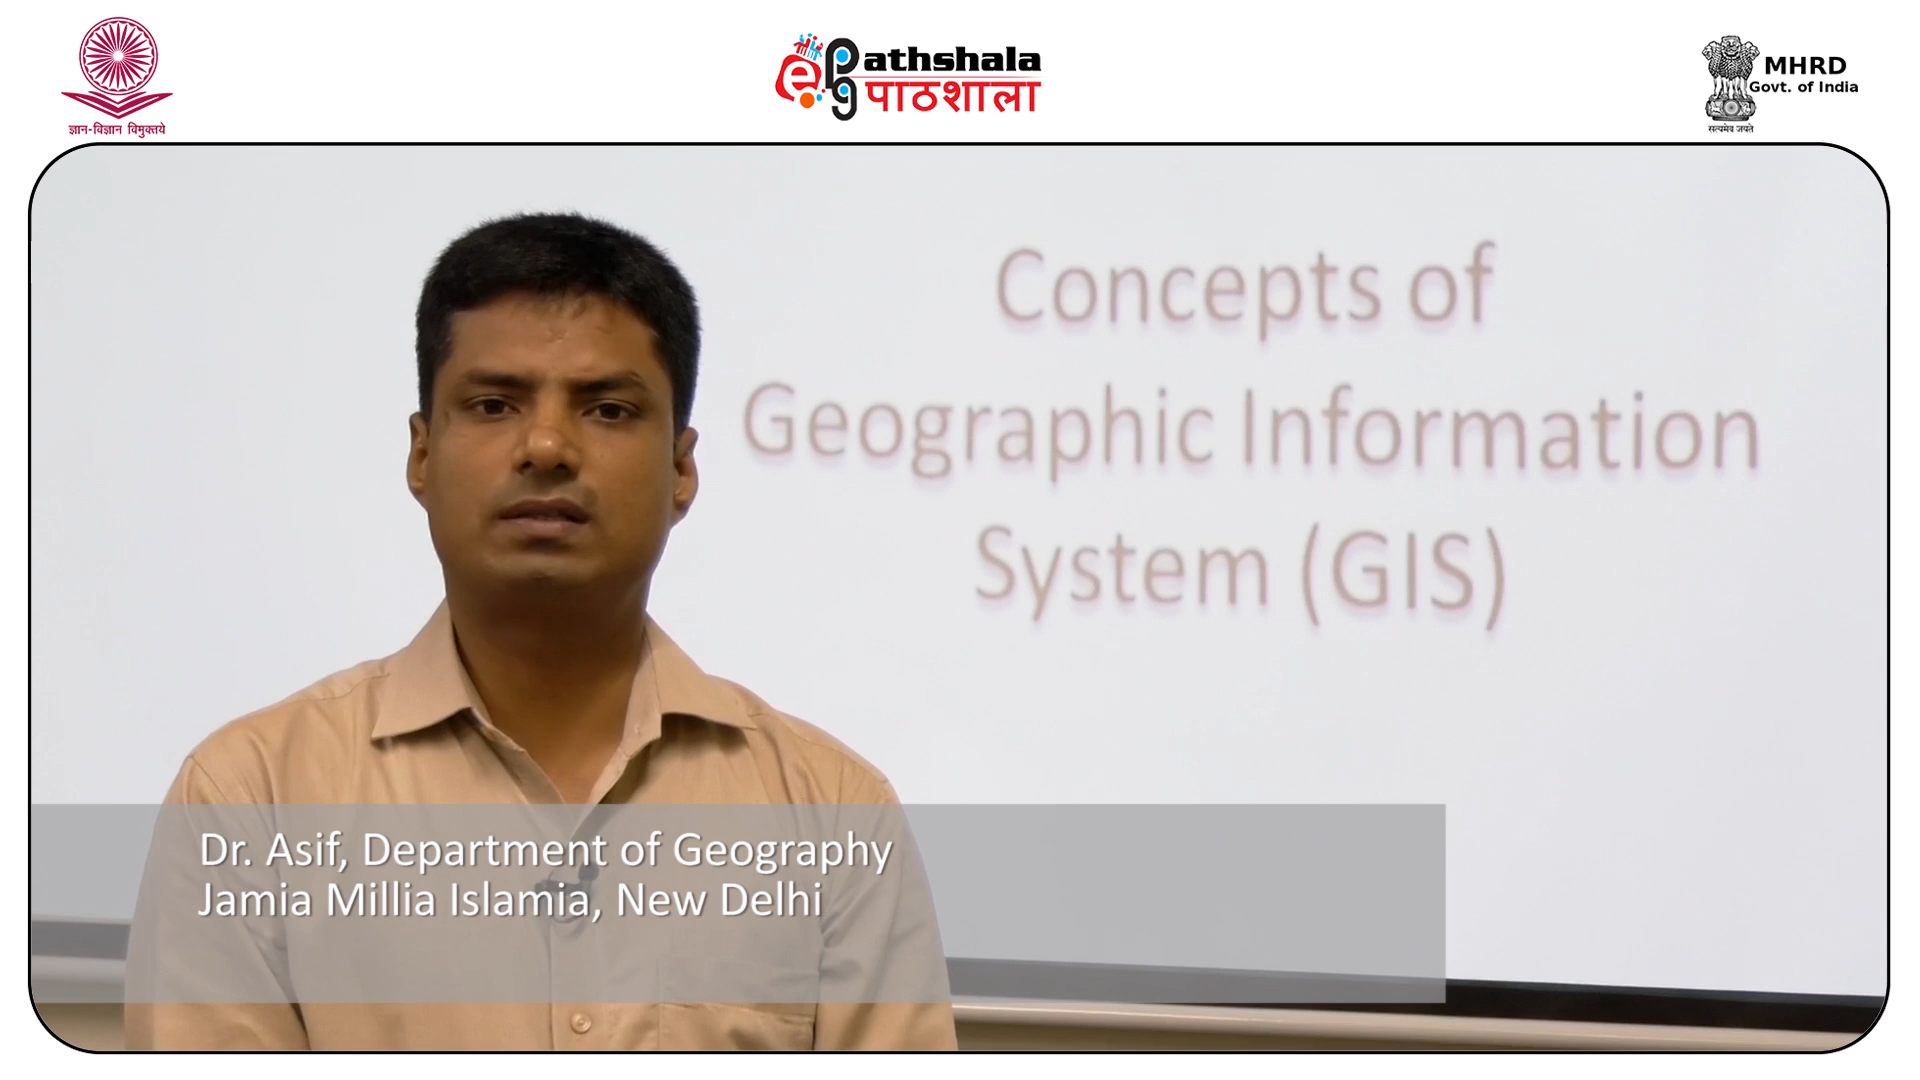 ज्ञान-विज्ञान विमुक्तये
e
pg
athshala
पाठशाला
सत्यमेव जयते
MHRD
Govt. of India
Concepts of
Geographic Information
System (GIS)
Dr. Asif, Department of Geography
Jamia Millia Islamia, New Delhi